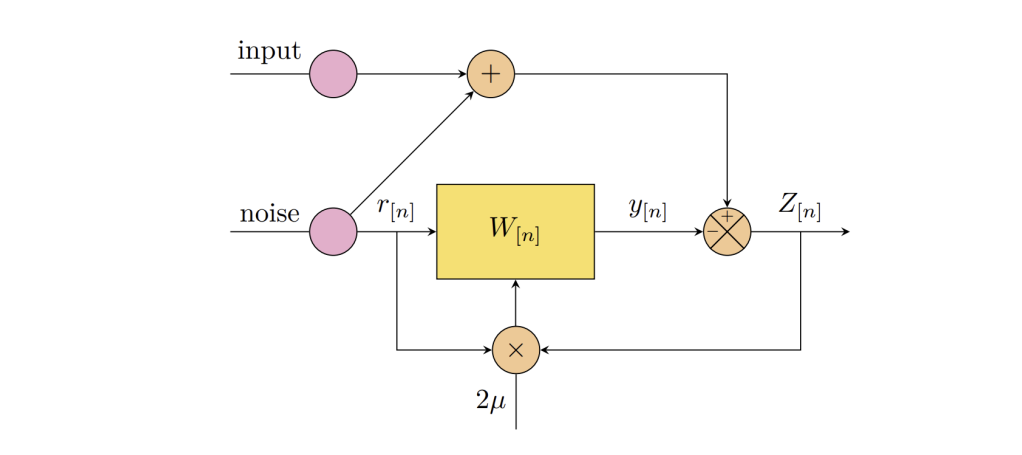 input
+
noise
r[n]
W[n]
y[n]
+
−
Z[n]
×
2μ